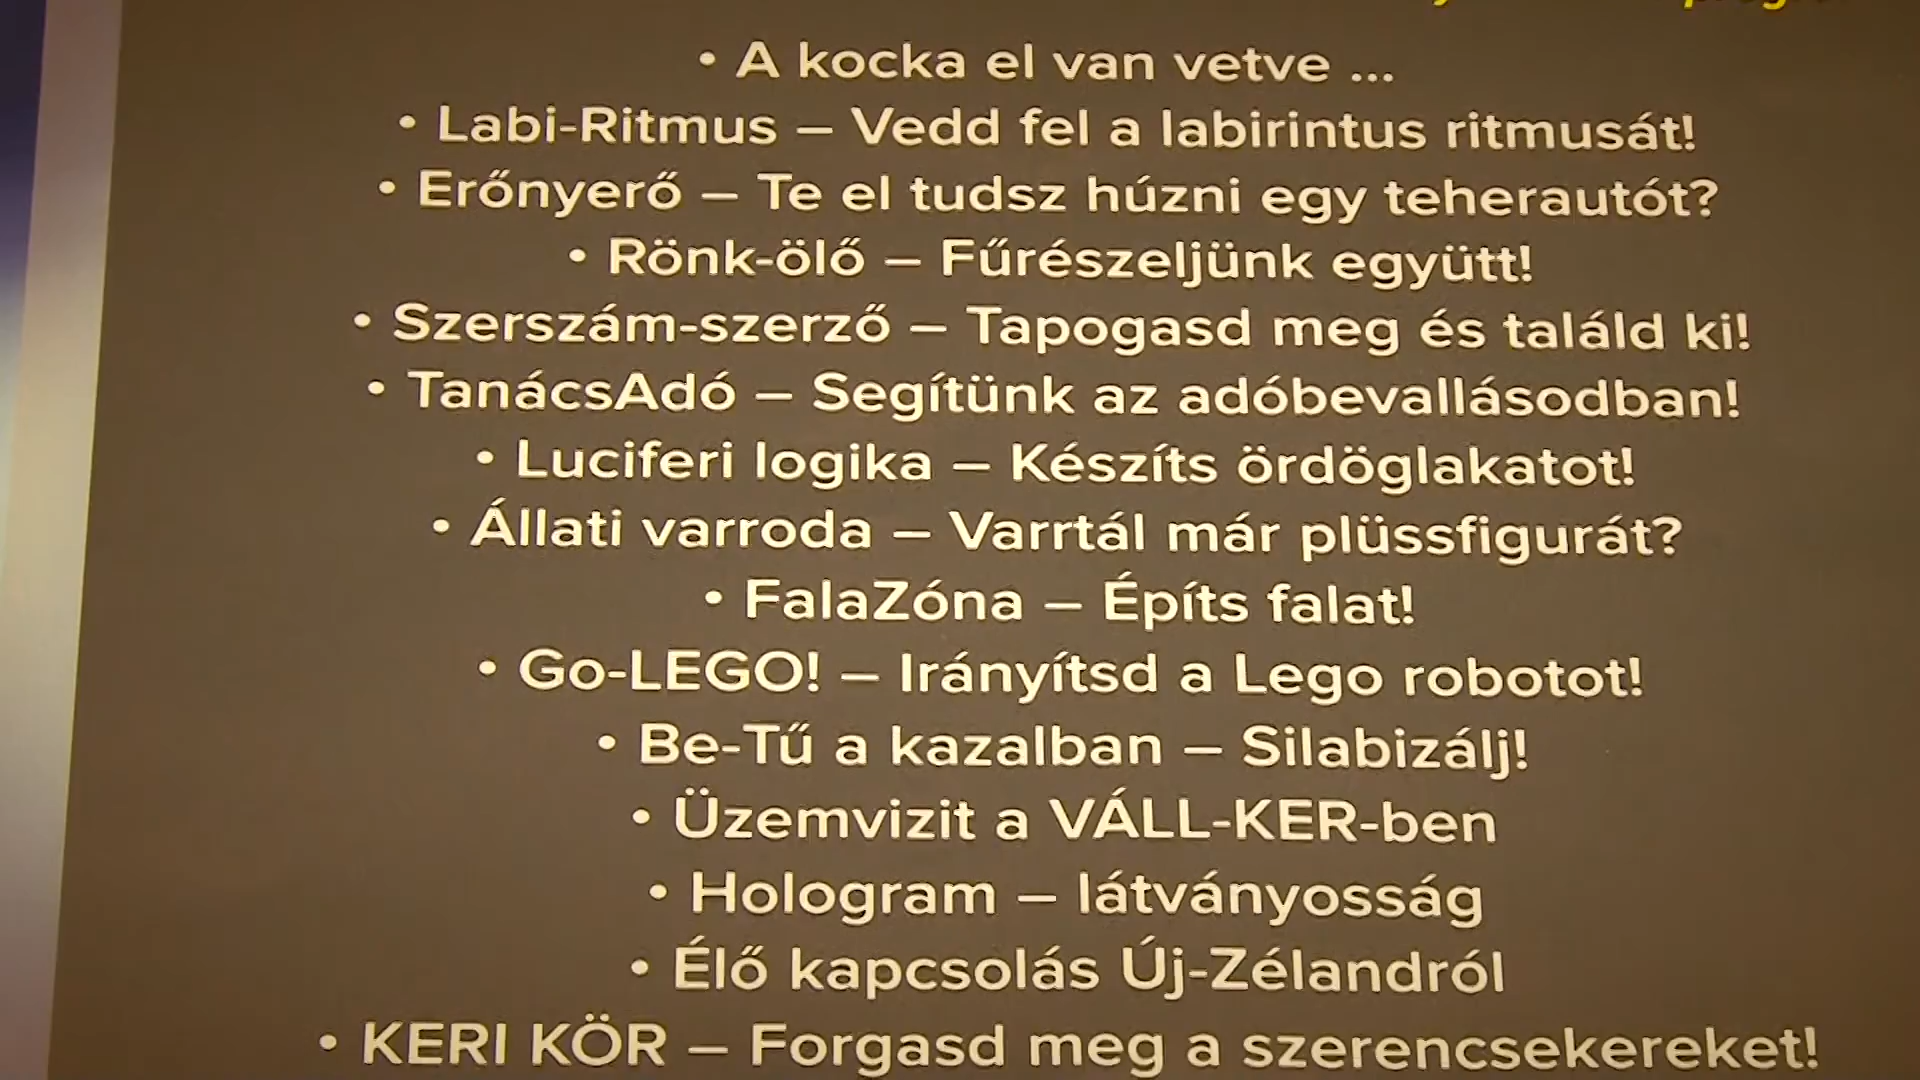 • A kocka el van vetve ...
• Labi-Ritmus – Vedd fel a labirintus ritmusát!
• Erőnyerő – Te el tudsz húzni egy teherautót?
• Rönk-ölő – Fűrészeljünk együtt!
• Szerszám-szerző – Tapogasd meg és találd ki!
• TanácsAdó – Segítünk az adóbevallásodban!
• Luciferi logika – Készíts ördöglakatot!
• Állati varroda – Varrtál már plüssfigurát?
• FalaZóna – Építs falat!
• Go-LEGO! – Irányítsd a Lego robotot!
• Be-Tű a kazalban – Silabizálj!
• Üzemvizit a VÁLL-KER-ben
• Hologram – látványosság
• Élő kapcsolás Új-Zélandról
• KERI KÖR – Forgasd meg a szerencsekereket!